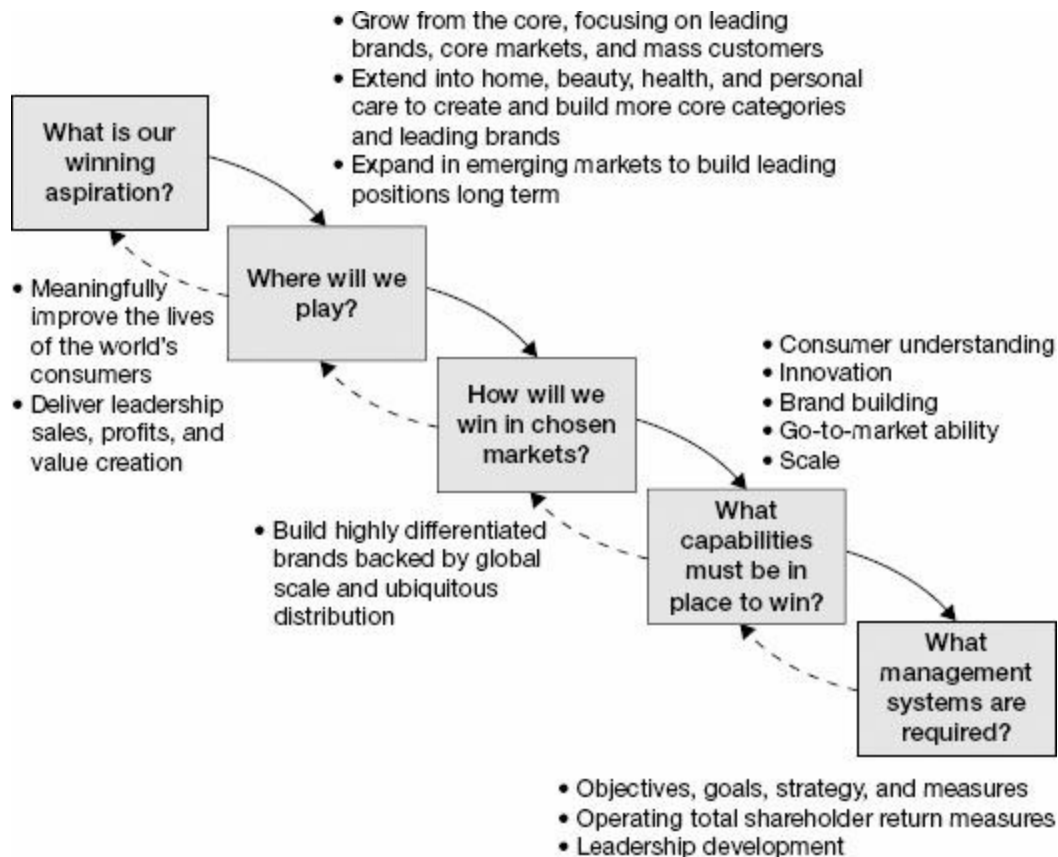 • Grow from the core, focusing on leading
brands, core markets, and mass customers
• Extend into home, beauty, health, and personal
care to create and build more core categories
and leading brands
• Expand in emerging markets to build leading
positions long term
What is our
winning
aspiration?
• Meaningfully
improve the lives
of the world's
consumers
• Deliver leadership
sales, profits, and
value creation
Where will we
play?
How will we
win in chosen
markets?
• Build highly differentiated
brands backed by global
scale and ubiquitous
distribution
• Consumer understanding
• Innovation
• Brand building
• Go-to-market ability
• Scale
What
capabilities
must be in
place to win?
What
management
systems are
required?
• Objectives, goals, strategy, and measures
• Operating total shareholder return measures
• Leadership development